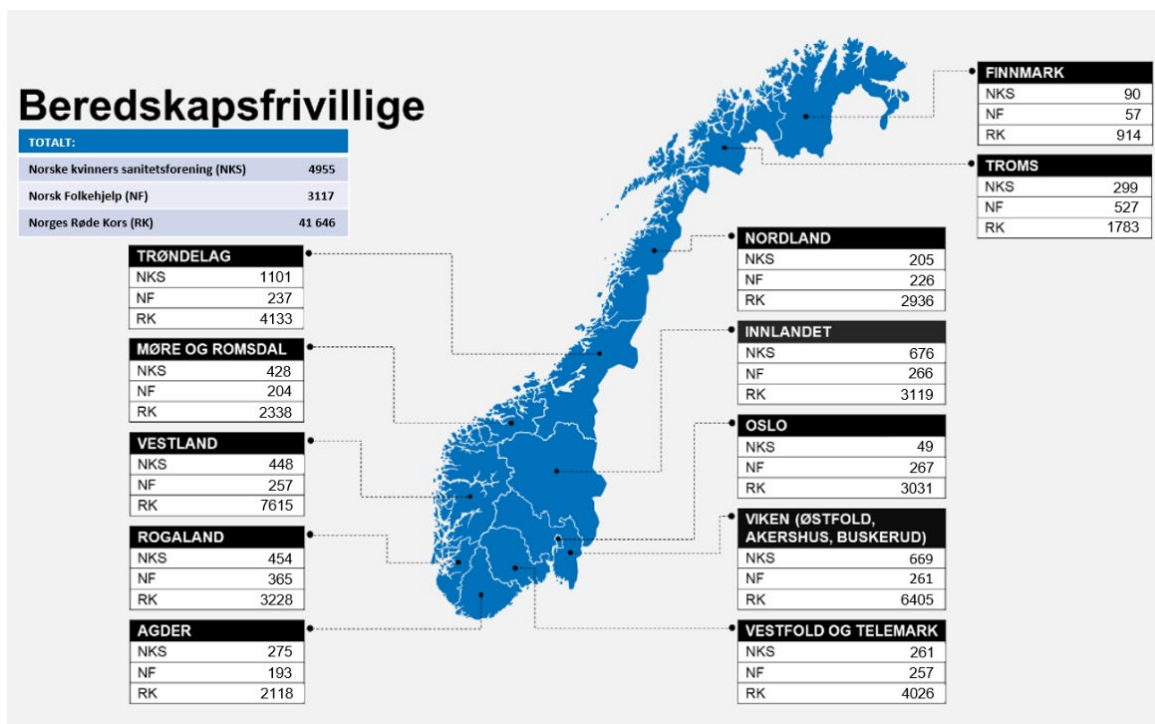 Beredskapsfrivillige
TOTALT:
Norske kvinners sanitetsforening (NKS) 4955
Norsk Folkehjelp (NF) 3117
Norges Røde Kors (RK) 41 646
TRØNDELAG
NKS 1101
NF 237
RK 4133
MØRE OG ROMSDAL
NKS 428
NF 204
RK 2338
VESTLAND
NKS 448
NF 257
RK 7615
ROGALAND
NKS 454
NF 365
RK 3228
AGDER
NKS 275
NF 193
RK 2118
FINNMARK
NKS 90
NF 57
RK 914
TROMS
NKS 299
NF 527
RK 1783
NORDLAND
NKS 205
NF 226
RK 2936
INNLANDET
NKS 676
NF 266
RK 3119
OSLO
NKS 49
NF 267
RK 3031
VIKEN (ØSTFOLD,
AKERSHUS, BUSKERUD)
NKS 669
NF 261
RK 6405
VESTFOLD OG TELEMARK
NKS 261
NF 257
RK 4026